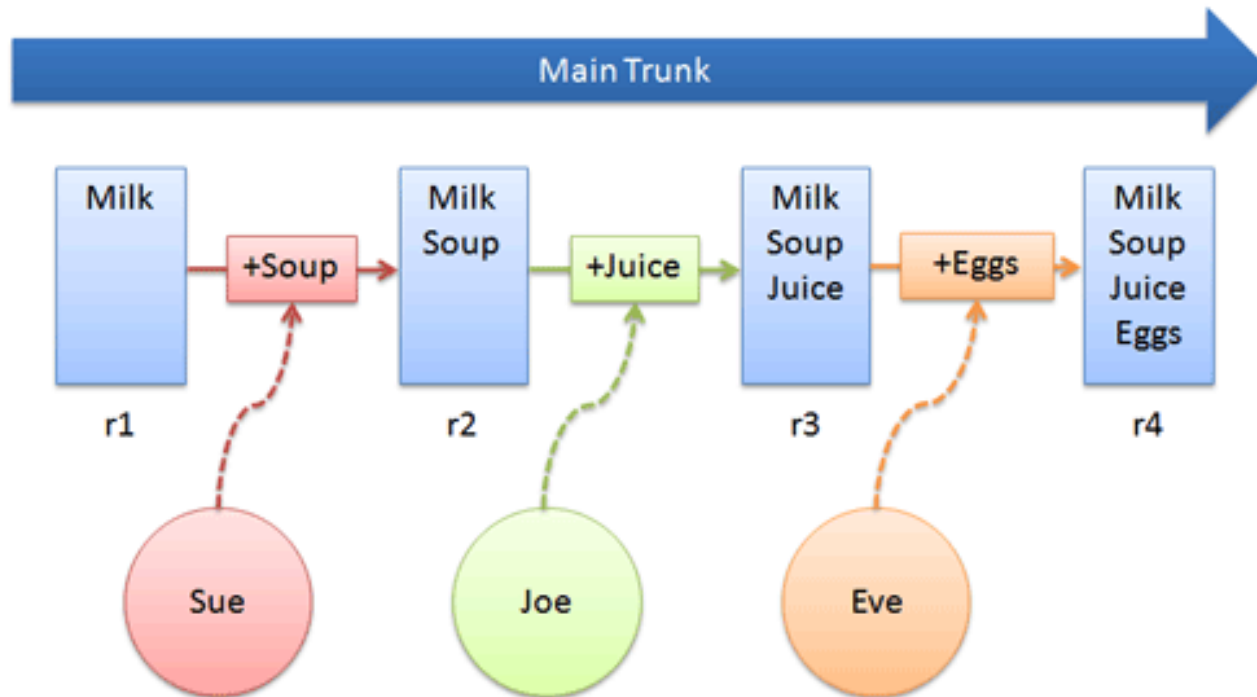 Main Trunk
Milk
+Soup
Milk
Soup
+Juice
Milk
Soup
Juice
+Eggs
Milk
Soup
Juice
Eggs
r1
r2
r3
r4
Sue
Joe
Eve